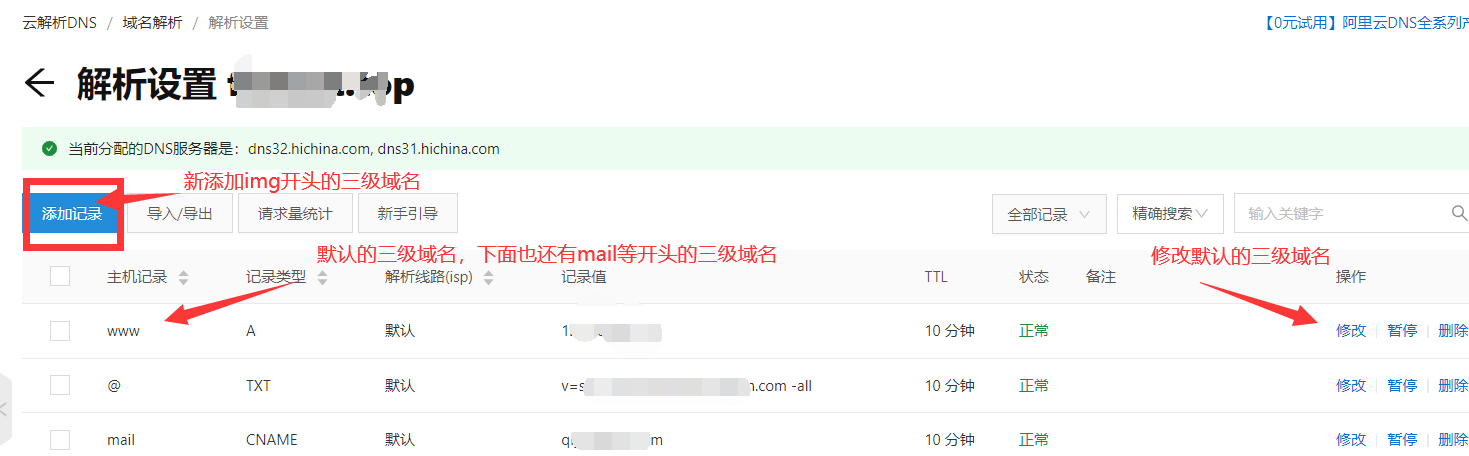 云解析DNS / 域名解析 / 解析设置
【0元试用】阿里云DNS全系列产
解析设置
当前分配的DNS服务器是：dns32.hichina.com, dns31.hichina.com
新添加img开头的三级域名
添加记录 导入/导出 请求量统计 新手引导 全部记录 精确搜索 输入关键字
默认的三级域名，下面也还有mail等开头的三级域名
修改默认的三级域名
主机记录 记录类型 解析线路(isp) 记录值 TTL 状态 备注 操作
www A 默认 10 分钟 正常 修改 暂停 删除
@ TXT 默认 -all 10 分钟 正常 修改 暂停 删除
mail CNAME 默认 10 分钟 正常 修改 暂停 删除